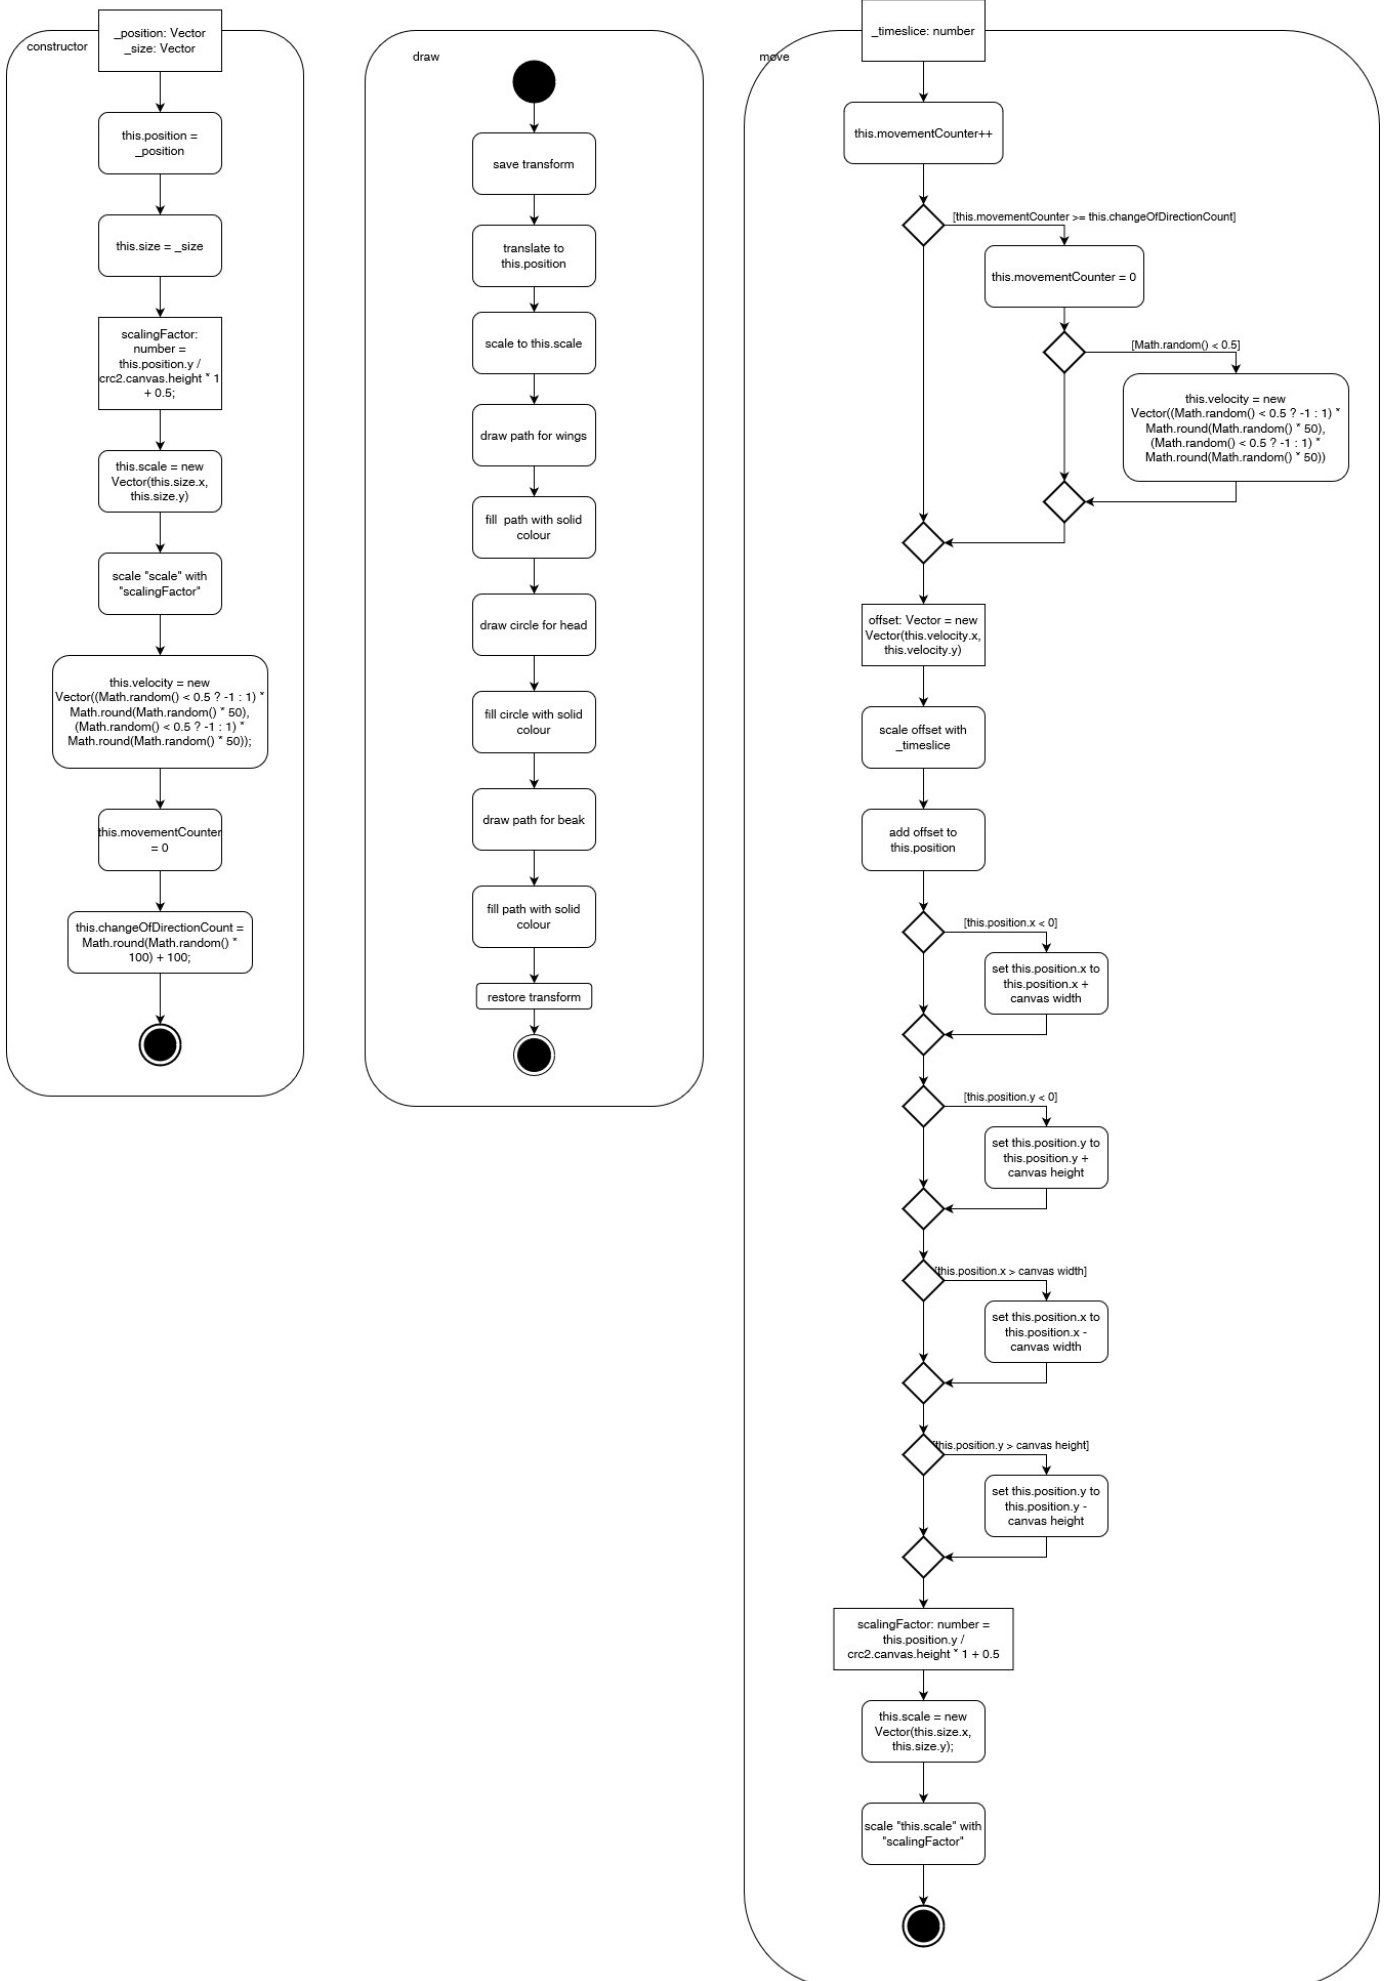 constructor
_position: Vector
_size: Vector
this.position =
_position
this.size = _size
scalingFactor:
number =
this.position.y /
crc2.canvas.height * 1
+ 0.5;
this.scale = new
Vector(this.size.x,
this.size.y)
scale "scale" with
"scalingFactor"
this.velocity = new
Vector((Math.random() < 0.5 ? -1 : 1) *
Math.round(Math.random() * 50),
(Math.random() < 0.5 ? -1 : 1) *
Math.round(Math.random() * 50));
this.movementCounter
= 0
this.changeOfDirectionCount =
Math.round(Math.random() *
100) + 100;
draw
save transform
translate to
this.position
scale to this.scale
draw path for wings
fill path with solid
colour
draw circle for head
fill circle with solid
colour
draw path for beak
fill path with solid
colour
restore transform
move
_timeslice: number
this.movementCounter++
[this.movementCounter >= this.changeOfDirectionCount]
this.movementCounter = 0
[Math.random() < 0.5]
this.velocity = new
Vector((Math.random() < 0.5 ? -1 : 1) *
Math.round(Math.random() * 50),
(Math.random() < 0.5 ? -1 : 1) *
Math.round(Math.random() * 50))
offset: Vector = new
Vector(this.velocity.x,
this.velocity.y)
scale offset with
_timeslice
add offset to
this.position
[this.position.x < 0]
set this.position.x to
this.position.x +
canvas width
[this.position.y < 0]
set this.position.y to
this.position.y +
canvas height
[this.position.x > canvas width]
set this.position.x to
this.position.x -
canvas width
[this.position.y > canvas height]
set this.position.y to
this.position.y -
canvas height
scalingFactor: number =
this.position.y /
crc2.canvas.height * 1 + 0.5
this.scale = new
Vector(this.size.x,
this.size.y);
scale "this.scale" with
"scalingFactor"